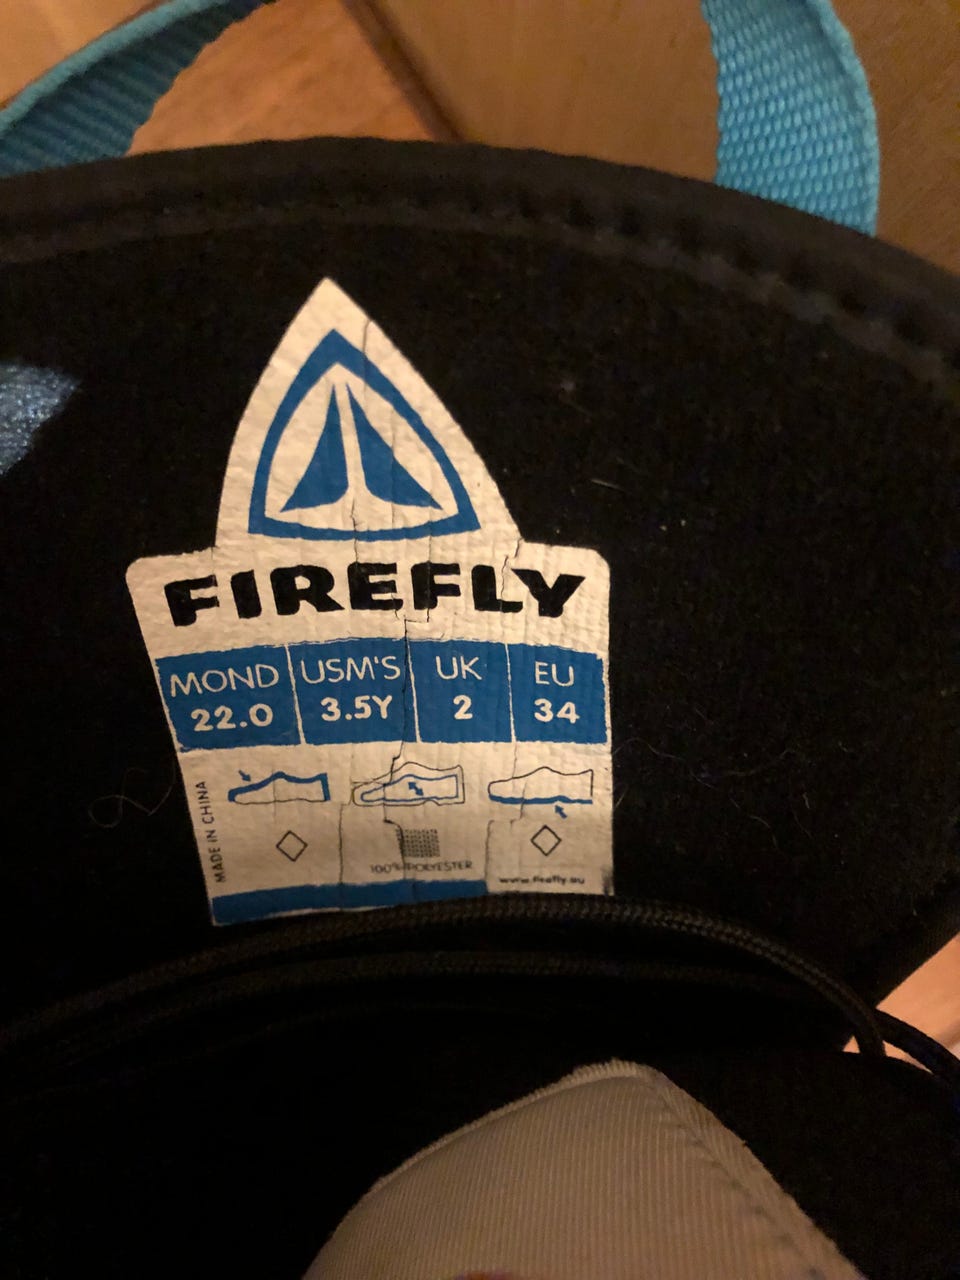 FIREFLY
MOND USM'S UK EU
22.0 3.5Y 2 34
MADE IN CHINA
100% POLYESTER
www.firefly.eu